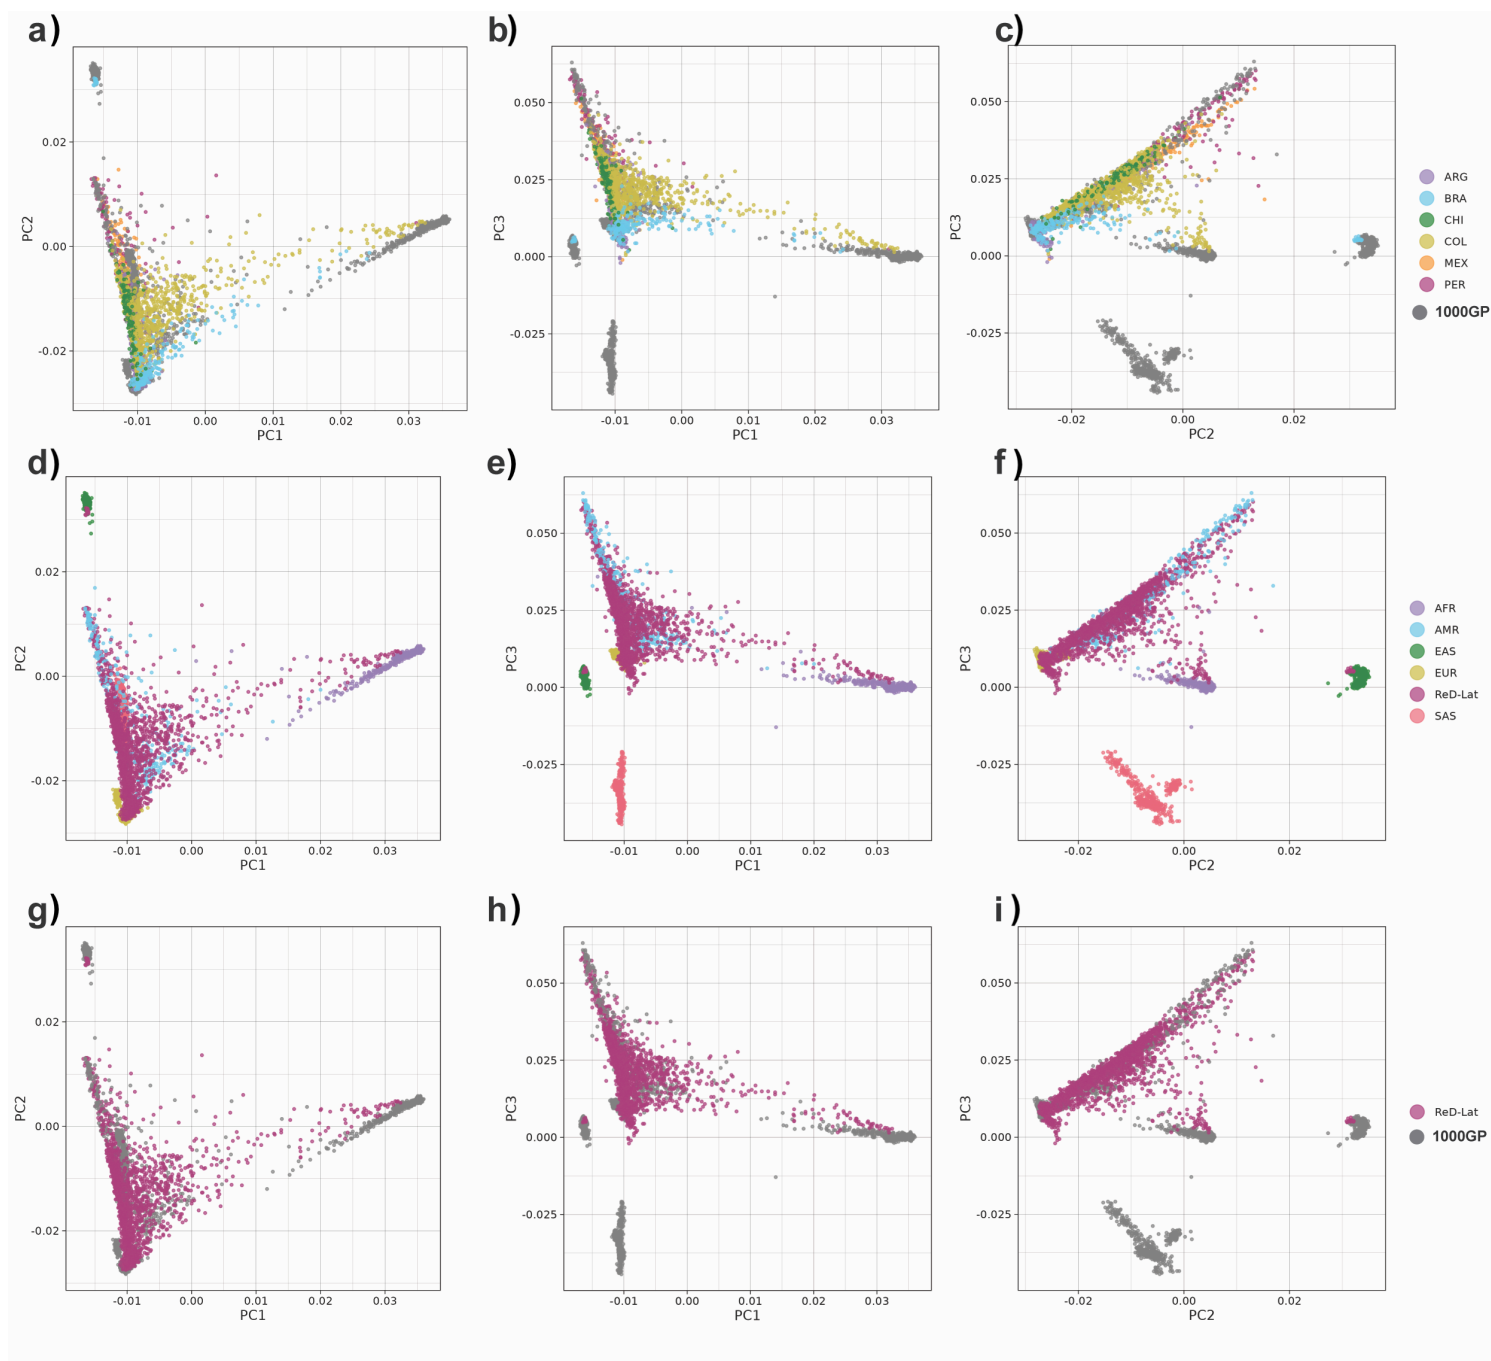 a)
b)
c)
PC2
0.02
0.00
-0.02
-0.01
0.00
0.01
0.02
0.03
PC1
PC3
0.050
0.025
0.000
-0.025
-0.01
0.00
0.01
0.02
0.03
PC1
PC3
0.050
0.025
0.000
-0.025
-0.02
0.00
0.02
PC2
ARG
BRA
CHI
COL
MEX
PER
1000GP
d)
e)
f)
PC2
0.02
0.00
-0.02
-0.01
0.00
0.01
0.02
0.03
PC1
PC3
0.050
0.025
0.000
-0.025
-0.01
0.00
0.01
0.02
0.03
PC1
PC3
0.050
0.025
0.000
-0.025
-0.02
0.00
0.02
PC2
AFR
AMR
EAS
EUR
ReD-Lat
SAS
g)
h)
i)
PC2
0.02
0.00
-0.02
-0.01
0.00
0.01
0.02
0.03
PC1
PC3
0.050
0.025
0.000
-0.025
-0.01
0.00
0.01
0.02
0.03
PC1
PC3
0.050
0.025
0.000
-0.025
-0.02
0.00
0.02
PC2
ReD-Lat
1000GP